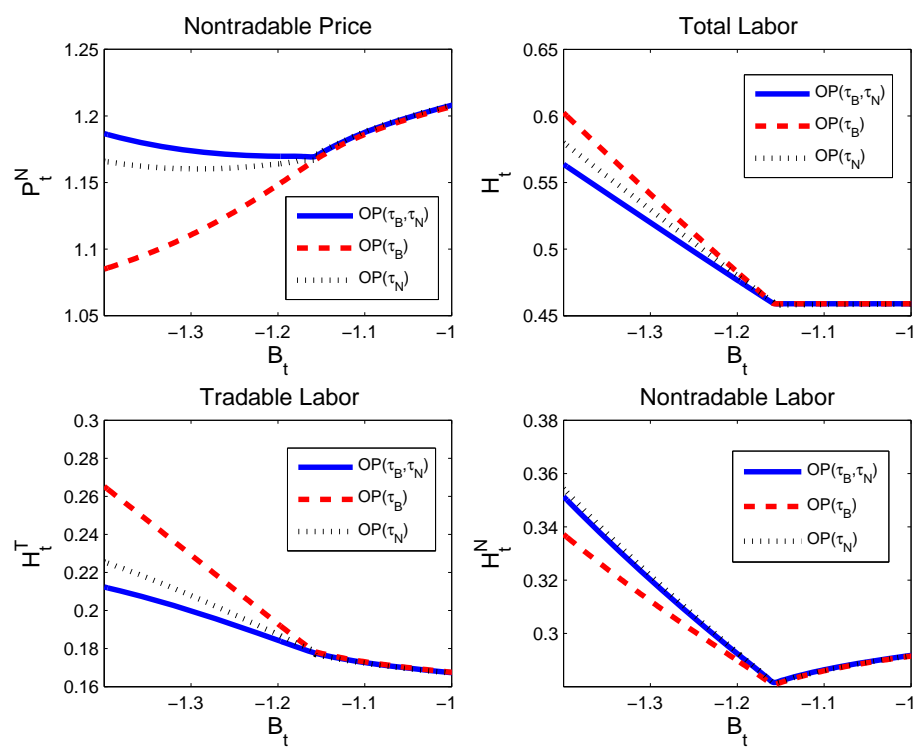 Nontradable Price
1.25
1.2
1.15
1.1
1.05
P_t^N
OP(τ_B,τ_N)
OP(τ_B)
OP(τ_N)
−1.3 −1.2 −1.1 −1
B_t
Total Labor
0.65
0.6
0.55
0.5
0.45
H_t
OP(τ_B,τ_N)
OP(τ_B)
OP(τ_N)
−1.3 −1.2 −1.1 −1
B_t
Tradable Labor
0.3
0.28
0.26
0.24
0.22
0.2
0.18
0.16
H_t^T
OP(τ_B,τ_N)
OP(τ_B)
OP(τ_N)
−1.3 −1.2 −1.1 −1
B_t
Nontradable Labor
0.38
0.36
0.34
0.32
0.3
H_t^N
OP(τ_B,τ_N)
OP(τ_B)
OP(τ_N)
−1.3 −1.2 −1.1 −1
B_t